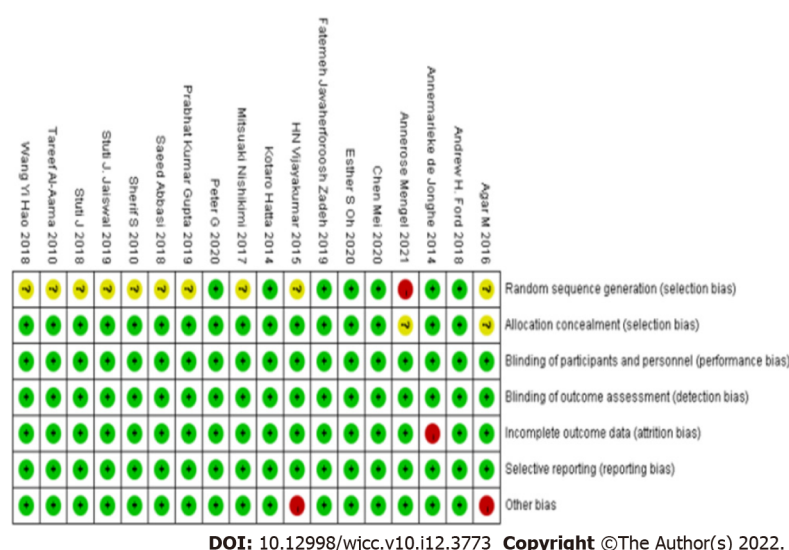 Wang Yi Hao 2018
Tareef Al-Aama 2010
Stuti J 2018
Stuti J. Jaiswal 2019
Sherif S 2010
Saeed Abbasi 2018
Prabhat Kumar Gupta 2019
Peter G 2020
Mitsuaki Nishikimi 2017
Kotaro Hatta 2014
HN Vijayakumar 2015
Fatemeh Javaherforoosh Zadeh 2019
Esther S Oh 2020
Chen Mei 2020
Annerose Mengel 2021
Annemarieke de Jonghe 2014
Andrew H. Ford 2018
Agar M 2016
? ? ? ? ? ? ? + ? + ? + + + - + + ? Random sequence generation (selection bias)
+ + + + + + + + + + + + + + ? + + ? Allocation concealment (selection bias)
+ + + + + + + + + + + + + + + + + + Blinding of participants and personnel (performance bias)
+ + + + + + + + + + + + + + + + + + Blinding of outcome assessment (detection bias)
+ + + + + + + + + + + + + + + - + + Incomplete outcome data (attrition bias)
+ + + + + + + + + + + + + + + + + + Selective reporting (reporting bias)
+ + + + + + + + + + - + + + + + + - Other bias
DOI: 10.12998/wjcc.v10.i12.3773 Copyright ©The Author(s) 2022.